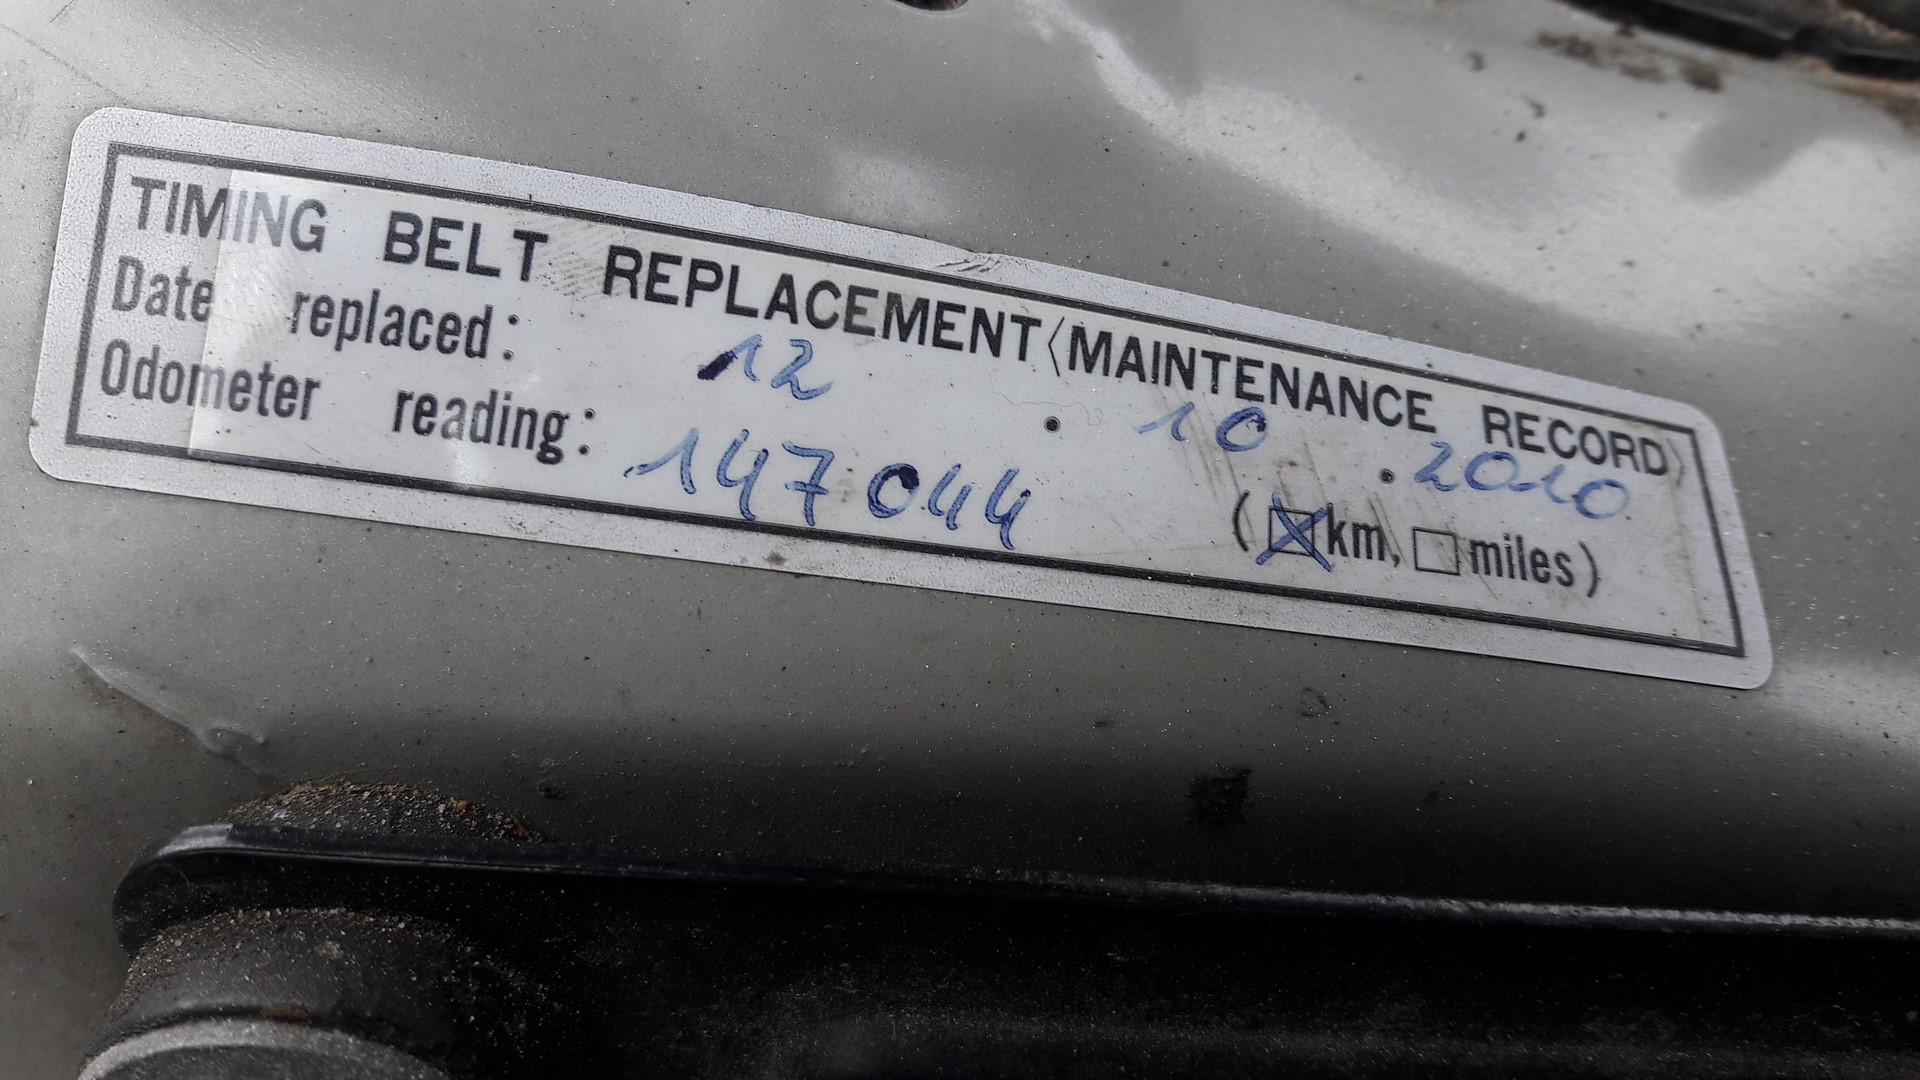 TIMING BELT REPLACEMENT (MAINTENANCE RECORD)
Date replaced: 12 . 10 . 2010
Odometer reading: 147044 (☒km, ☐miles)